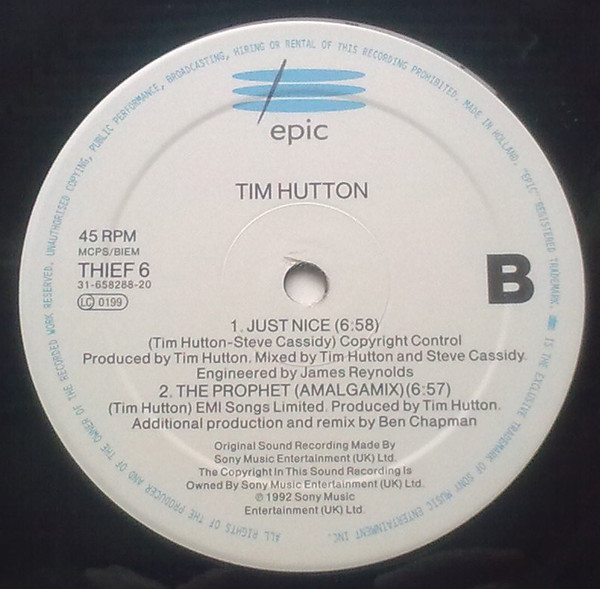 ALL RIGHTS OF THE PRODUCER AND OF THE OWNER OF THE RECORDED WORK RESERVED. UNAUTHORISED COPYING, PUBLIC PERFORMANCE, BROADCASTING, HIRING OR RENTAL OF THIS RECORDING PROHIBITED. MADE IN HOLLAND. "EPIC" REGISTERED TRADEMARK. IS THE EXCLUSIVE TRADEMARK OF SONY MUSIC ENTERTAINMENT INC.
epic
TIM HUTTON
45 RPM
MCPS/BIEM
THIEF 6
31-658288-20
LC 0199
B
1. JUST NICE (6:58)
(Tim Hutton-Steve Cassidy) Copyright Control
Produced by Tim Hutton. Mixed by Tim Hutton and Steve Cassidy.
Engineered by James Reynolds
2. THE PROPHET (AMALGAMIX) (6:57)
(Tim Hutton) EMI Songs Limited. Produced by Tim Hutton.
Additional production and remix by Ben Chapman
Original Sound Recording Made By
Sony Music Entertainment (UK) Ltd.
The Copyright In This Sound Recording Is
Owned By Sony Music Entertainment (UK) Ltd.
℗ 1992 Sony Music
Entertainment (UK) Ltd.